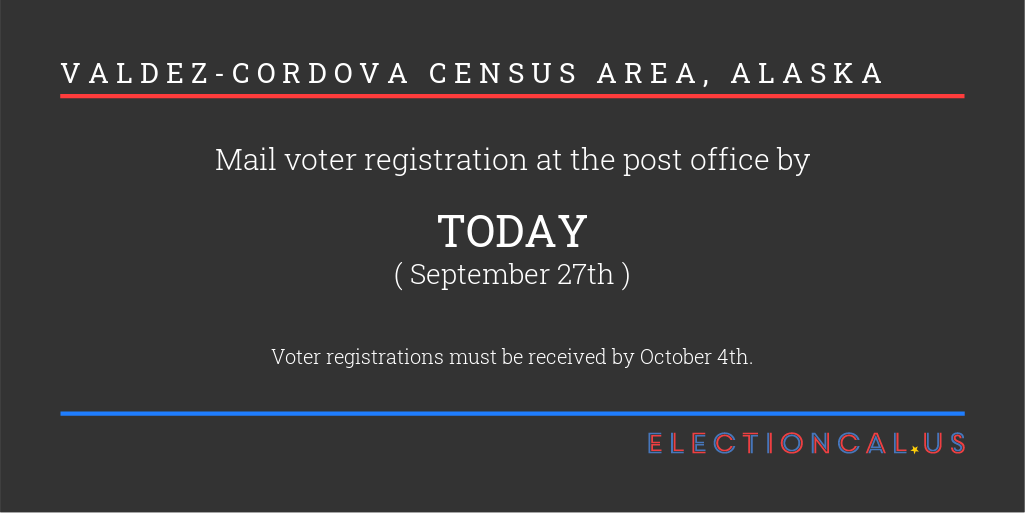 VALDEZ-CORDOVA CENSUS AREA, ALASKA
Mail voter registration at the post office by
TODAY
( September 27th )
Voter registrations must be received by October 4th.
ELECTIONCAL.US